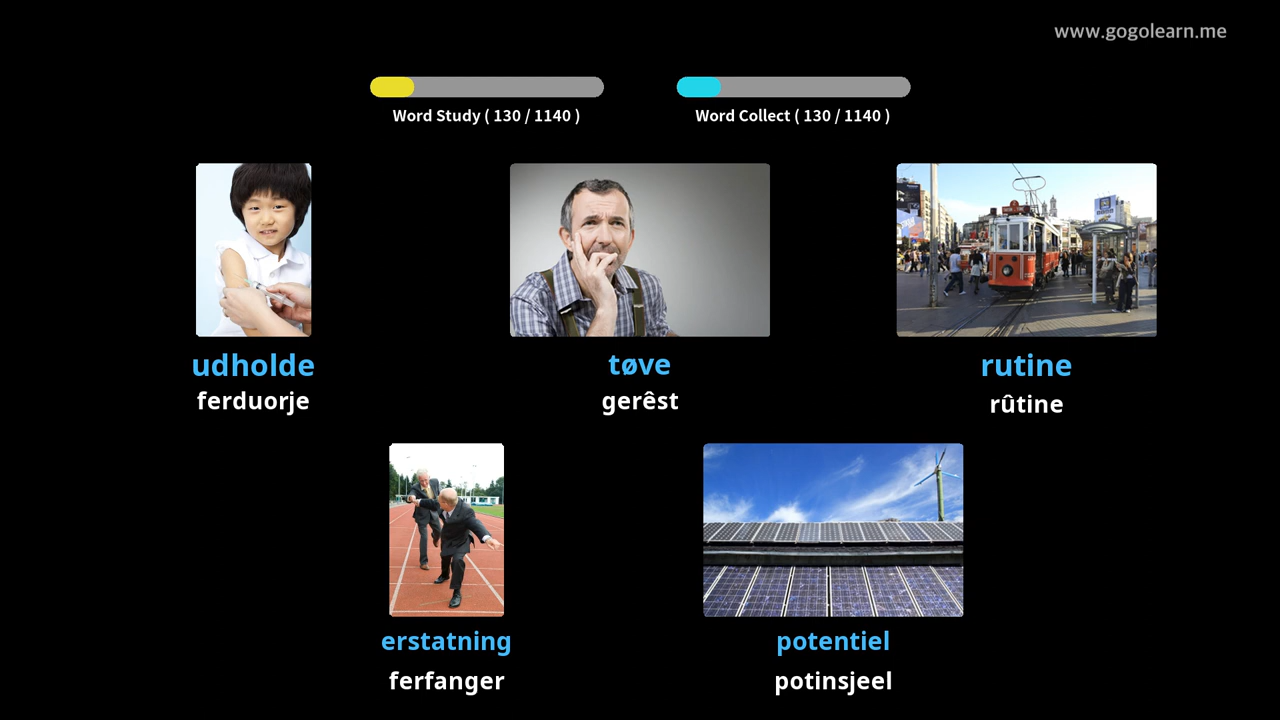 www.gogolearn.me
Word Study ( 130 / 1140 )
Word Collect ( 130 / 1140 )
udholde
ferduorje
tøve
gerêst
rutine
rûtine
erstatning
ferfanger
potentiel
potinsjeel